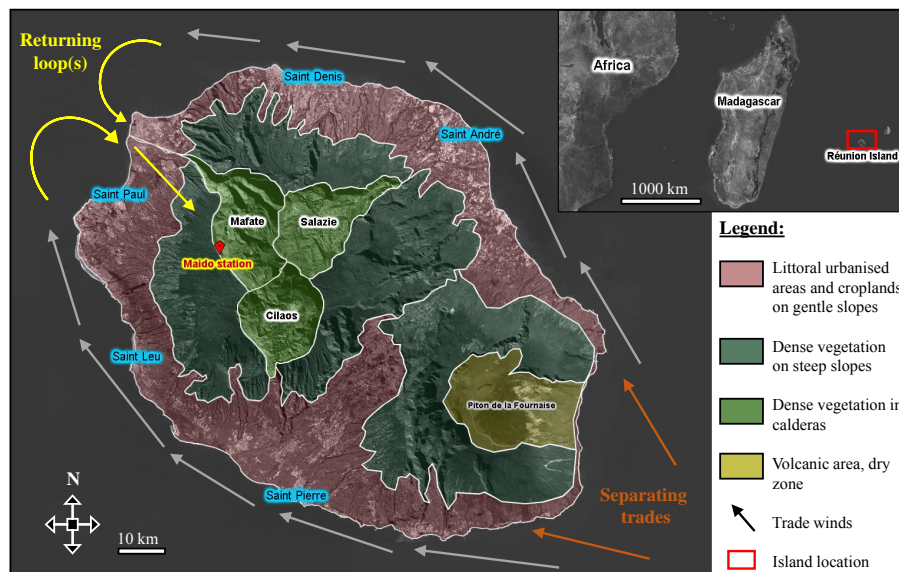 Returning
loop(s)
Saint Denis
Saint André
Saint Paul
Mafate
Salazie
Maido station
Cilaos
Saint Leu
Piton de la Fournaise
Saint Pierre
Separating
trades
N
10 km
Africa
Madagascar
Réunion Island
1000 km
Legend:
Littoral urbanised
areas and croplands
on gentle slopes
Dense vegetation
on steep slopes
Dense vegetation in
calderas
Volcanic area, dry
zone
Trade winds
Island location